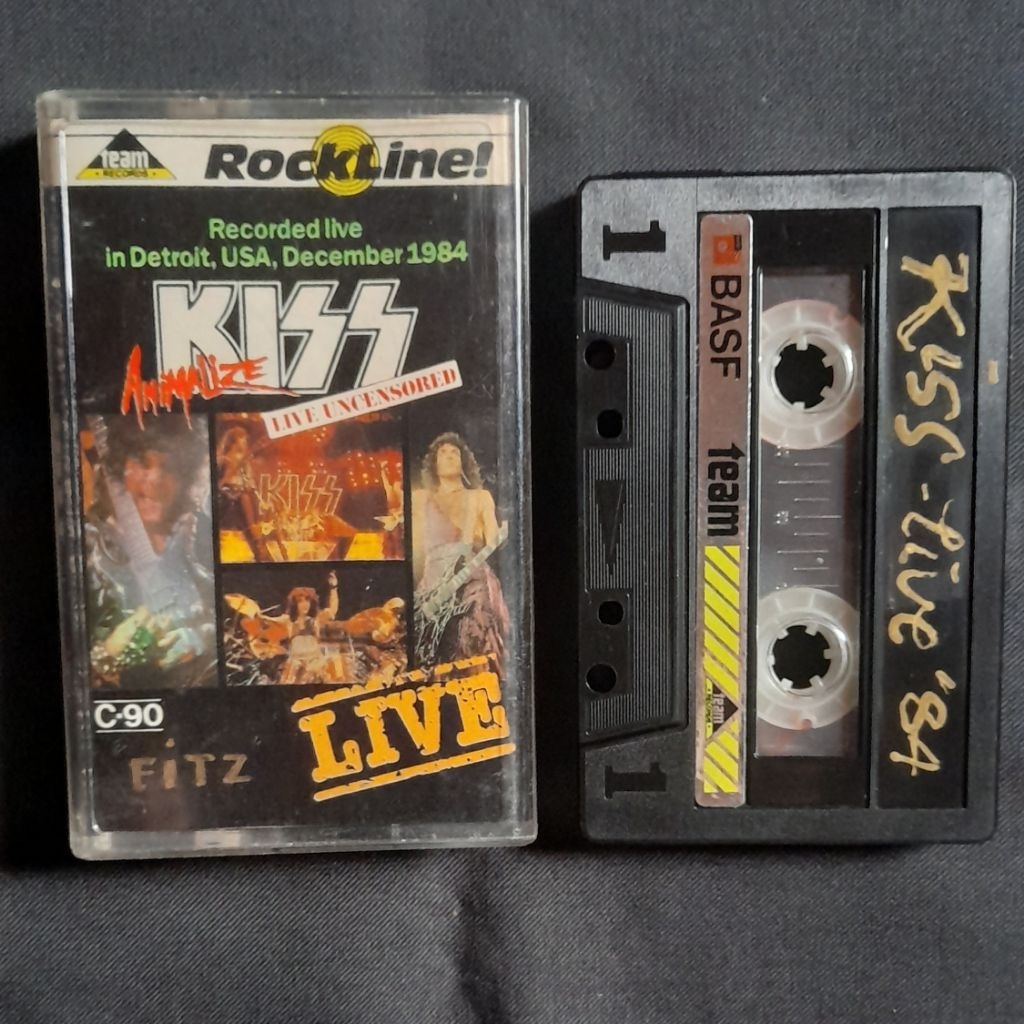 team
RECORDS
RockLine!
Recorded live
in Detroit, USA, December 1984
KISS
ANIMALIZE
LIVE UNCENSORED
KISS
C-90
LIVE
FiTZ
1
1
BASF
team
team
KISS - Live '84